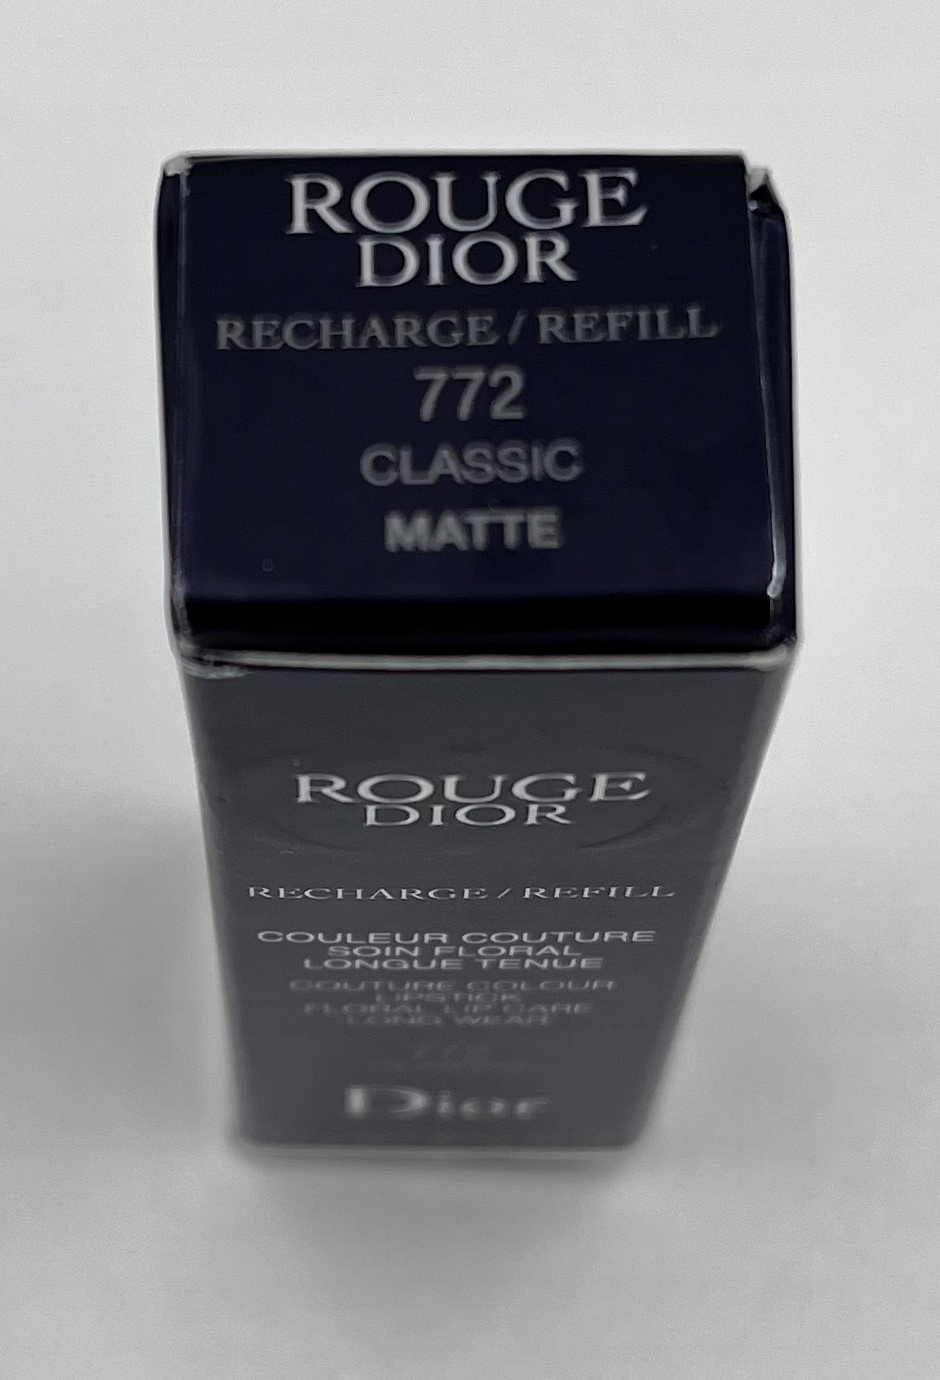 ROUGE
DIOR
RECHARGE / REFILL
772
CLASSIC
MATTE
ROUGE
DIOR
RECHARGE / REFILL
COULEUR COUTURE
SOIN FLORAL
LONGUE TENUE
COUTURE COLOUR
LIPSTICK
FLORAL LIP CARE
LONG WEAR
Dior